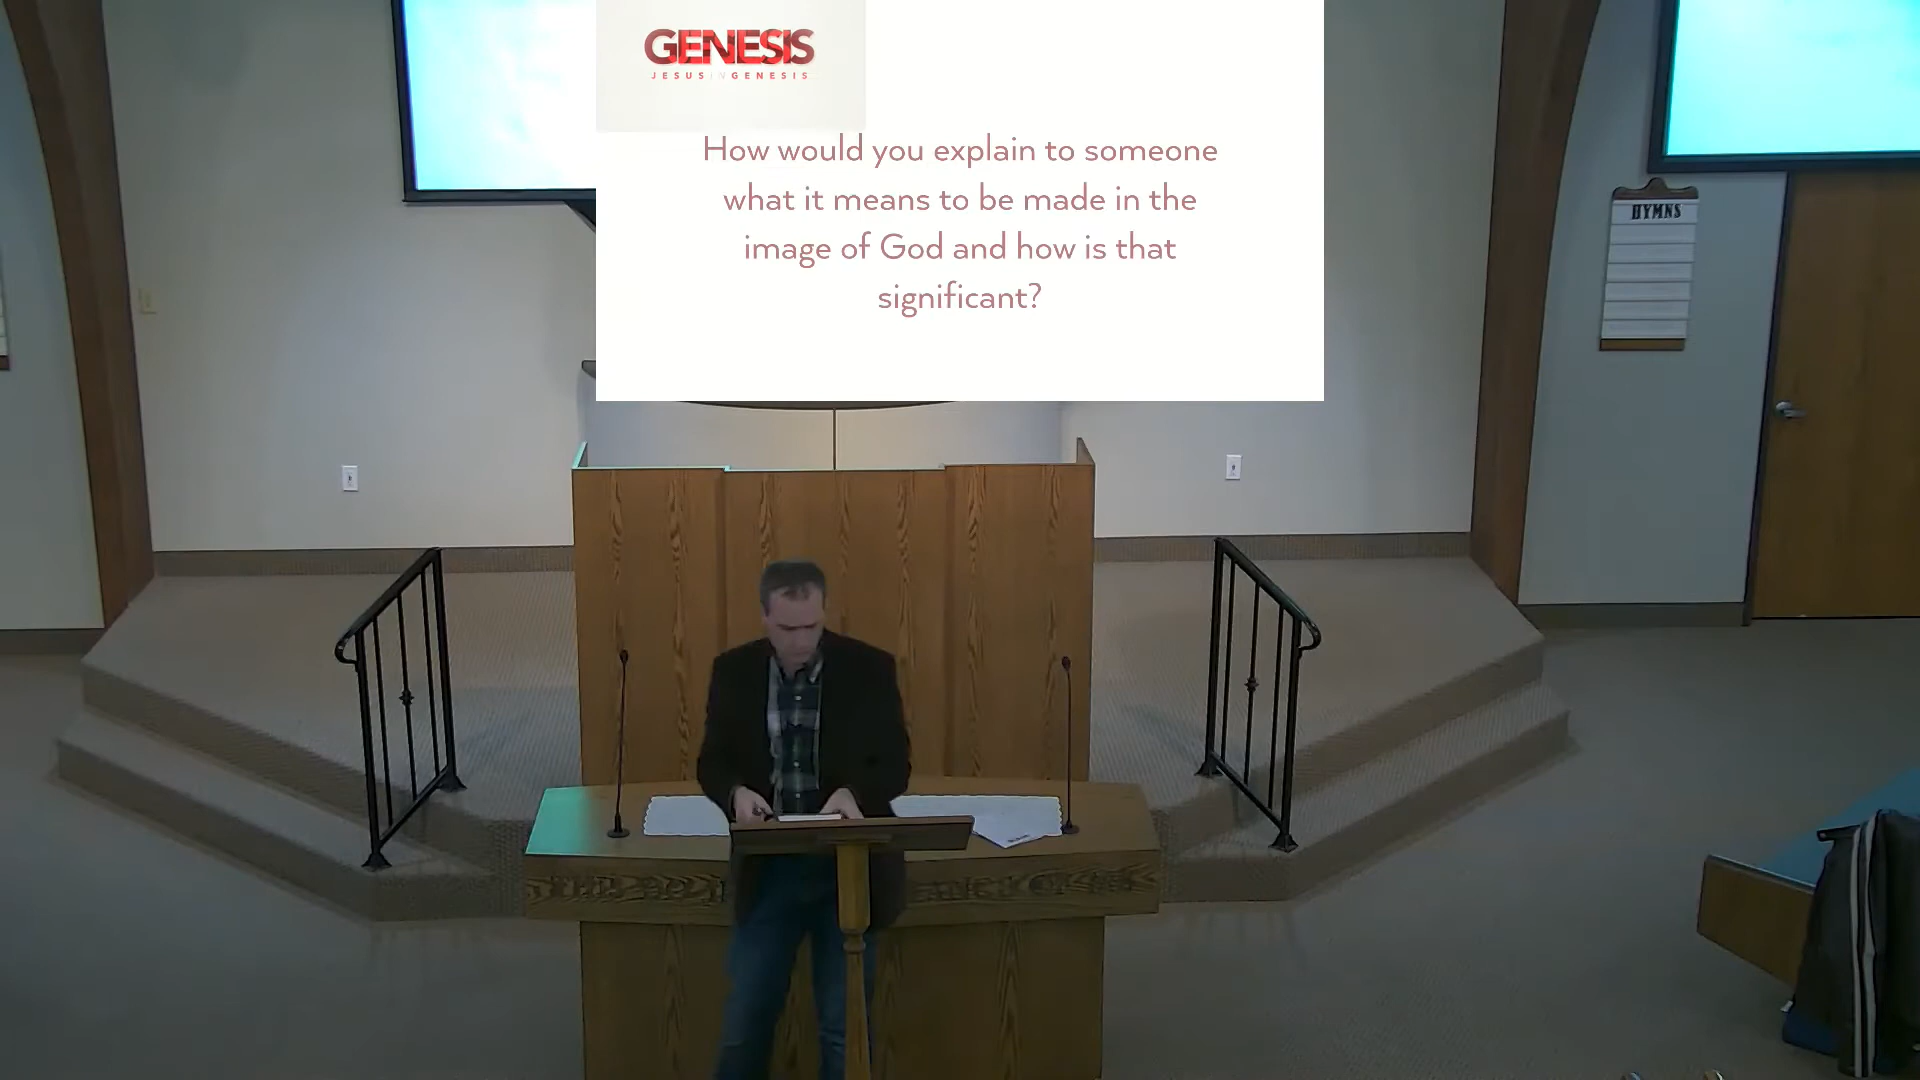 GENESIS
JESUS IN GENESIS
How would you explain to someone
what it means to be made in the
image of God and how is that
significant?
HYMNS